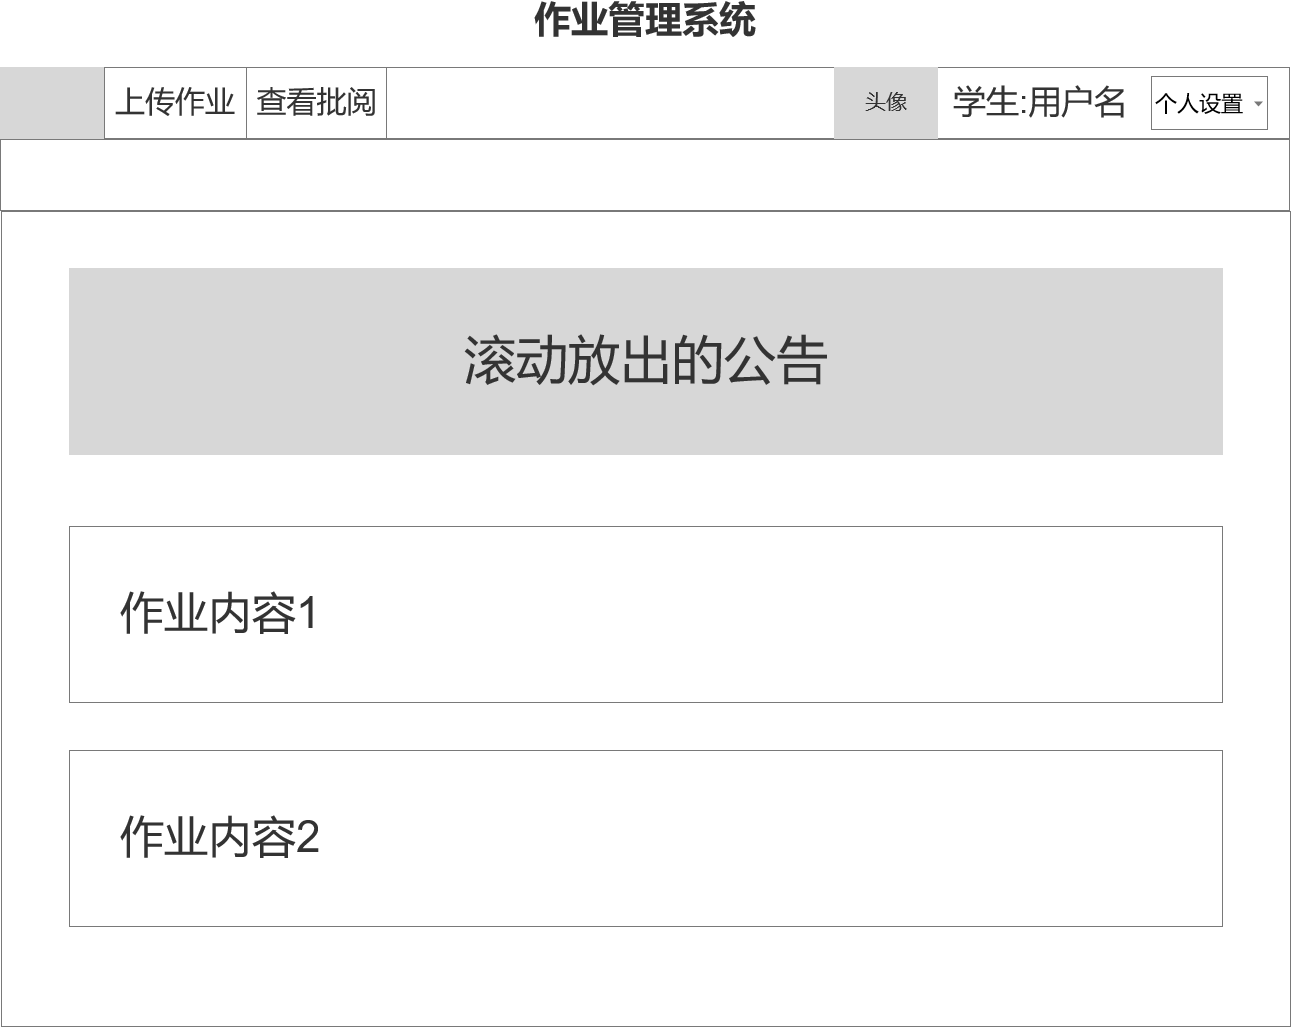 作业管理系统
上传作业 查看批阅 头像 学生:用户名 个人设置
滚动放出的公告
作业内容1
作业内容2